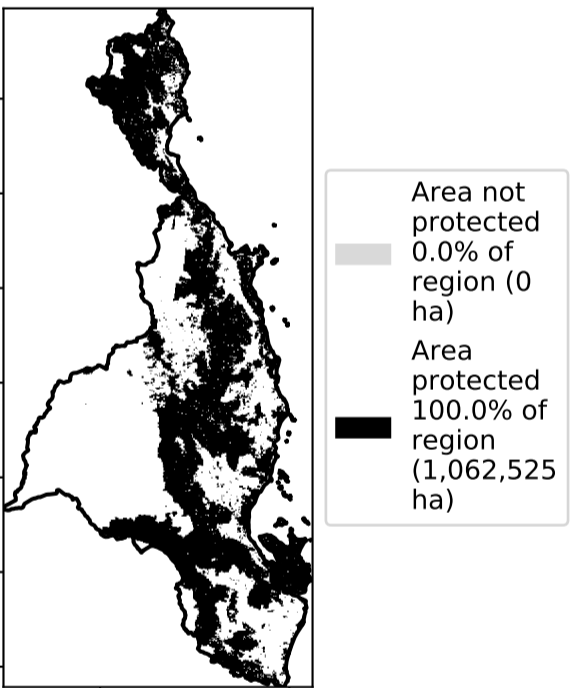 Area not
protected
0.0% of
region (0
ha)
Area
protected
100.0% of
region
(1,062,525
ha)